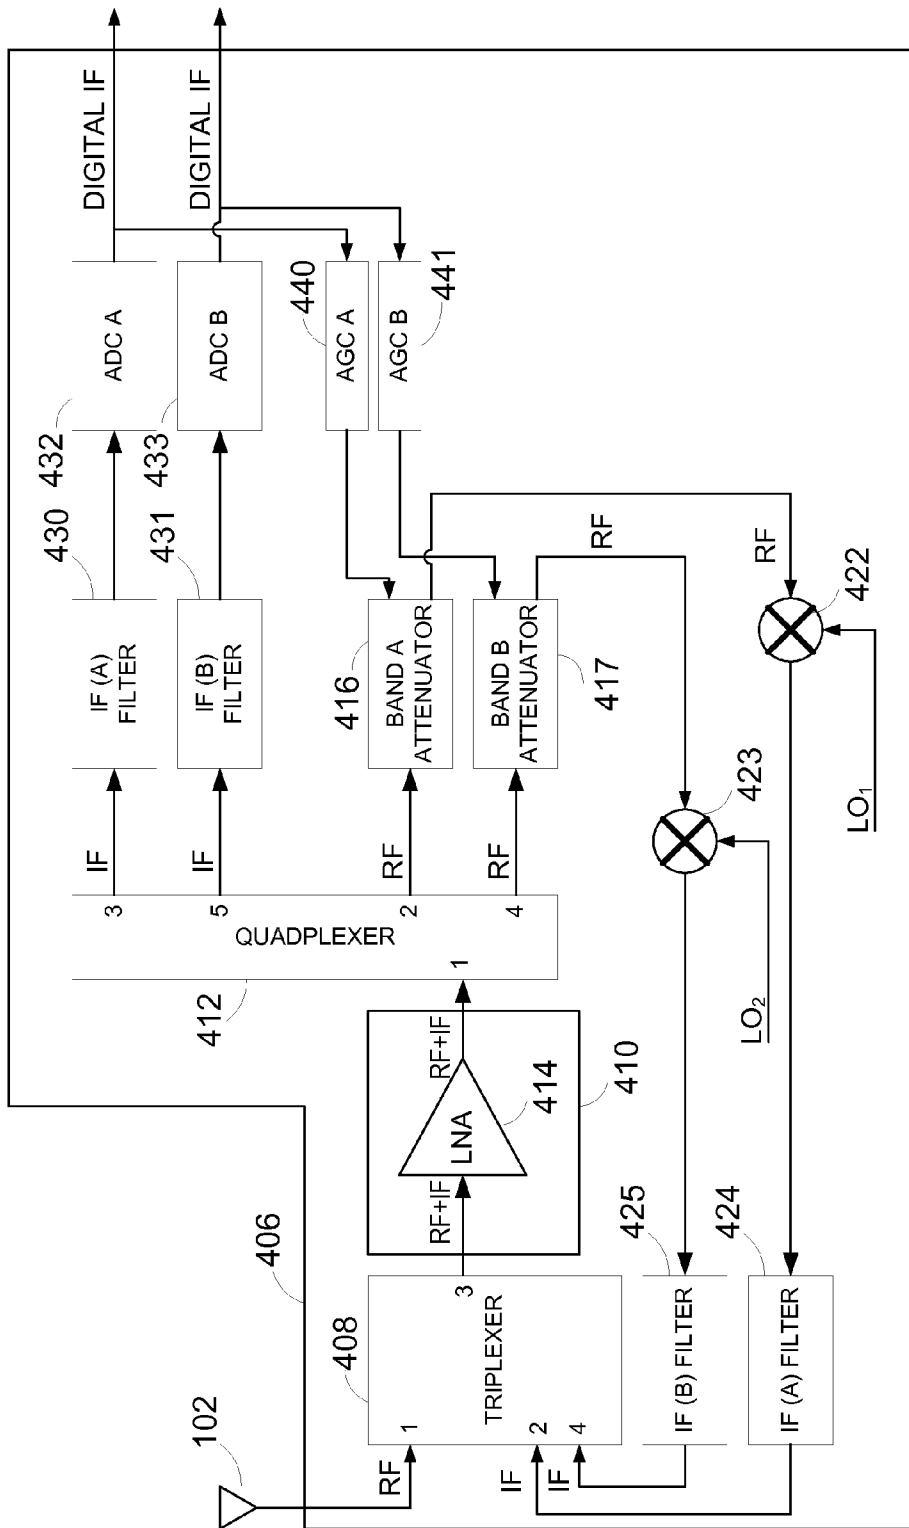 102
RF
406
408
TRIPLEXER
1
2
4
3
IF
IF
RF+IF
LNA
RF+IF
414
410
412
QUADPLEXER
1
3
5
2
4
IF
IF
RF
RF
430
IF (A)
FILTER
431
IF (B)
FILTER
416
BAND A
ATTENUATOR
BAND B
ATTENUATOR
417
432
ADC A
433
ADC B
440
AGC A
AGC B
441
DIGITAL IF
DIGITAL IF
RF
RF
422
LO1
423
LO2
425
IF (B) FILTER
424
IF (A) FILTER